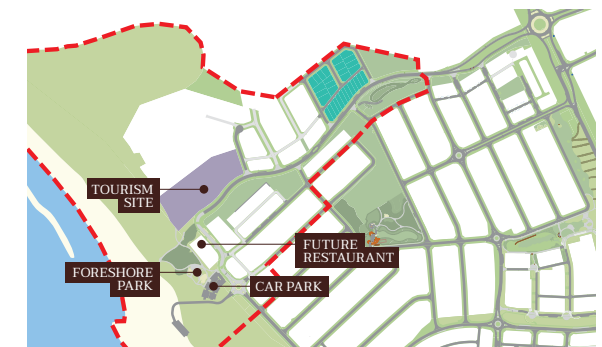 TOURISM
SITE
FUTURE
RESTAURANT
FORESHORE
PARK
CAR PARK